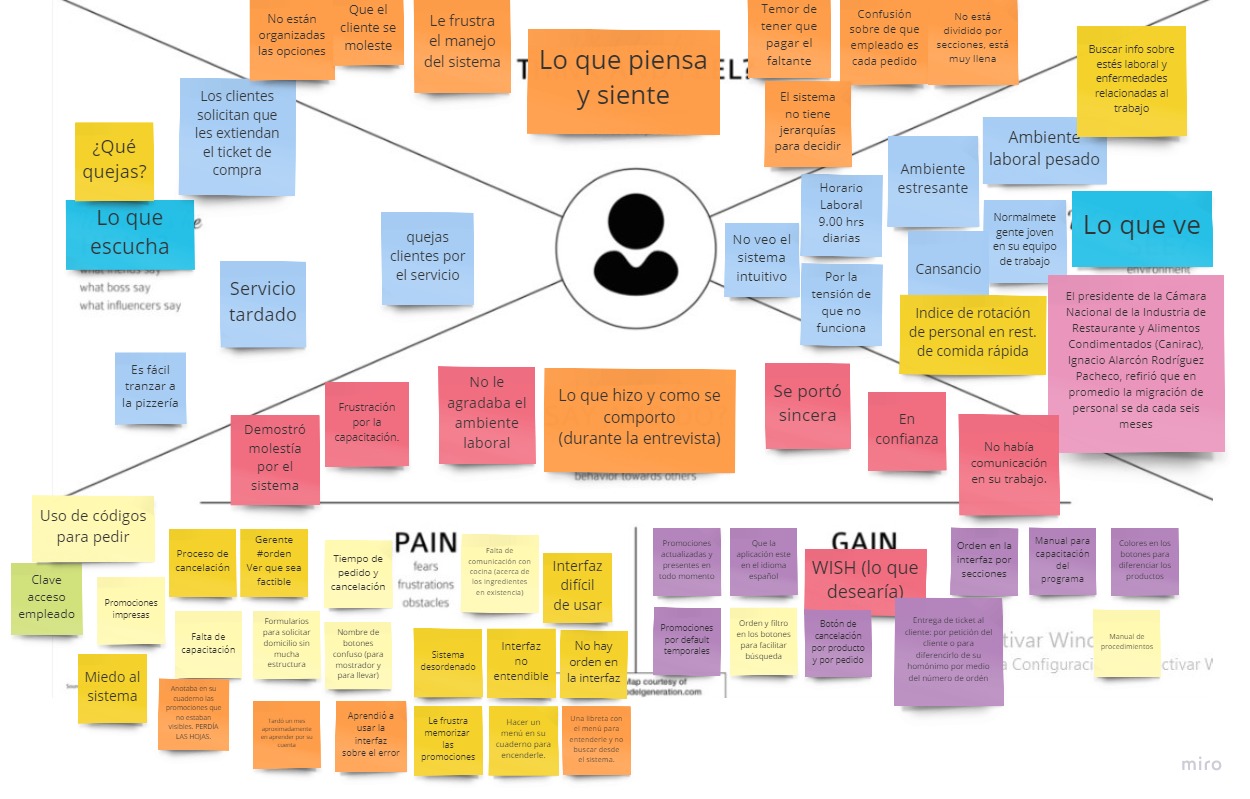 No están
organizadas
las opciones
Que el
cliente se
moleste
Le frustra
el manejo
del sistema
T
Lo que piensa
y siente
EL?
Temor de
tener que
pagar el
faltante
Confusión
sobre de que
empleado es
cada pedido
No está
dividido por
secciones, está
muy llena
Buscar info sobre
estés laboral y
enfermedades
relacionadas al
trabajo
Los clientes
solicitan que
les extiendan
el ticket de
compra
El sistema
no tiene
jerarquías
para decidir
¿Qué
quejas?
Lo que
escucha
what friends say
what boss say
what influencers say
quejas
clientes por
el servicio
Servicio
tardado
Es fácil
tranzar a
la pizzería
Ambiente
estresante
Ambiente
laboral pesado
Horario
Laboral
9.00 hrs
diarias
Normalmete
gente joven
en su equipo
de trabajo
Lo que ve
environment
No veo el
sistema
intuitivo
Cansancio
Por la
tensión de
que no
funciona
Indice de rotación
de personal en rest.
de comida rápida
El presidente de la Cámara
Nacional de la Industria de
Restaurante y Alimentos
Condimentados (Canirac),
Ignacio Alarcón Rodríguez
Pacheco, refirió que en
promedio la migración de
personal se da cada seis
meses
Demostró
molestía
por el
sistema
Frustración
por la
capacitación.
No le
agradaba el
ambiente
laboral
Lo que hizo y como se
comporto
(durante la entrevista)
behavior towards others
Se portó
sincera
En
confianza
No había
comunicación
en su trabajo.
Uso de códigos
para pedir
Proceso de
cancelación
Gerente
#orden
Ver que sea
factible
Tiempo de
pedido y
cancelación
PAIN
fears
frustrations
obstacles
Falta de
comunicación con
cocina (acerca de
los ingredientes
en existencia)
Interfaz
difícil
de usar
Clave
acceso
empleado
Promociones
impresas
Falta de
capacitación
Formularios
para solicitar
domicilio sin
mucha
estructura
Nombre de
botones
confuso (para
mostrador y
para llevar)
Sistema
desordenado
Interfaz
no
entendible
No hay
orden en
la interfaz
Miedo al
sistema
Anotaba en su
cuaderno las
promociones que
no estaban
visibles. PERDÍA
LAS HOJAS.
Tardó un mes
aproximadamente
en aprender por su
cuenta
Aprendió a
usar la
interfaz
sobre el error
Le frustra
memorizar
las
promociones
Hacer un
menú en su
cuaderno para
encenderle.
Una libreta con
el menú para
entenderle y no
buscar desde
el sistema.
GAIN
Promociones
actualizadas y
presentes en
todo momento
Que la
aplicación este
en el idioma
español
WISH (lo que
desearía)
Orden en la
interfaz por
secciones
Manual para
capacitación
del
programa
Colores en los
botones para
diferenciar los
productos
Promociones
por default
temporales
Orden y filtro
en los botones
para facilitar
búsqueda
Botón de
cancelación
por producto
y por pedido
Entrega de ticket al
cliente: por petición del
cliente o para
diferenciarlo de su
homónimo por medio
del número de ordén
Manual de
procedimientos
tivar Winc
a Configuraci
ctivar W
Map courtesy of
delgeneration.com
miro